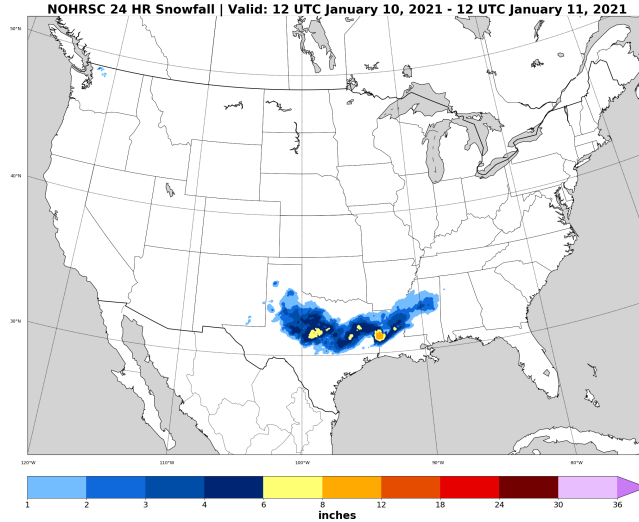 NOHRSC 24 HR Snowfall | Valid: 12 UTC January 10, 2021 - 12 UTC January 11, 2021
50°N
40°N
30°N
120°W 110°W 100°W 90°W 80°W
1 2 3 4 6 8 12 18 24 30 36
inches